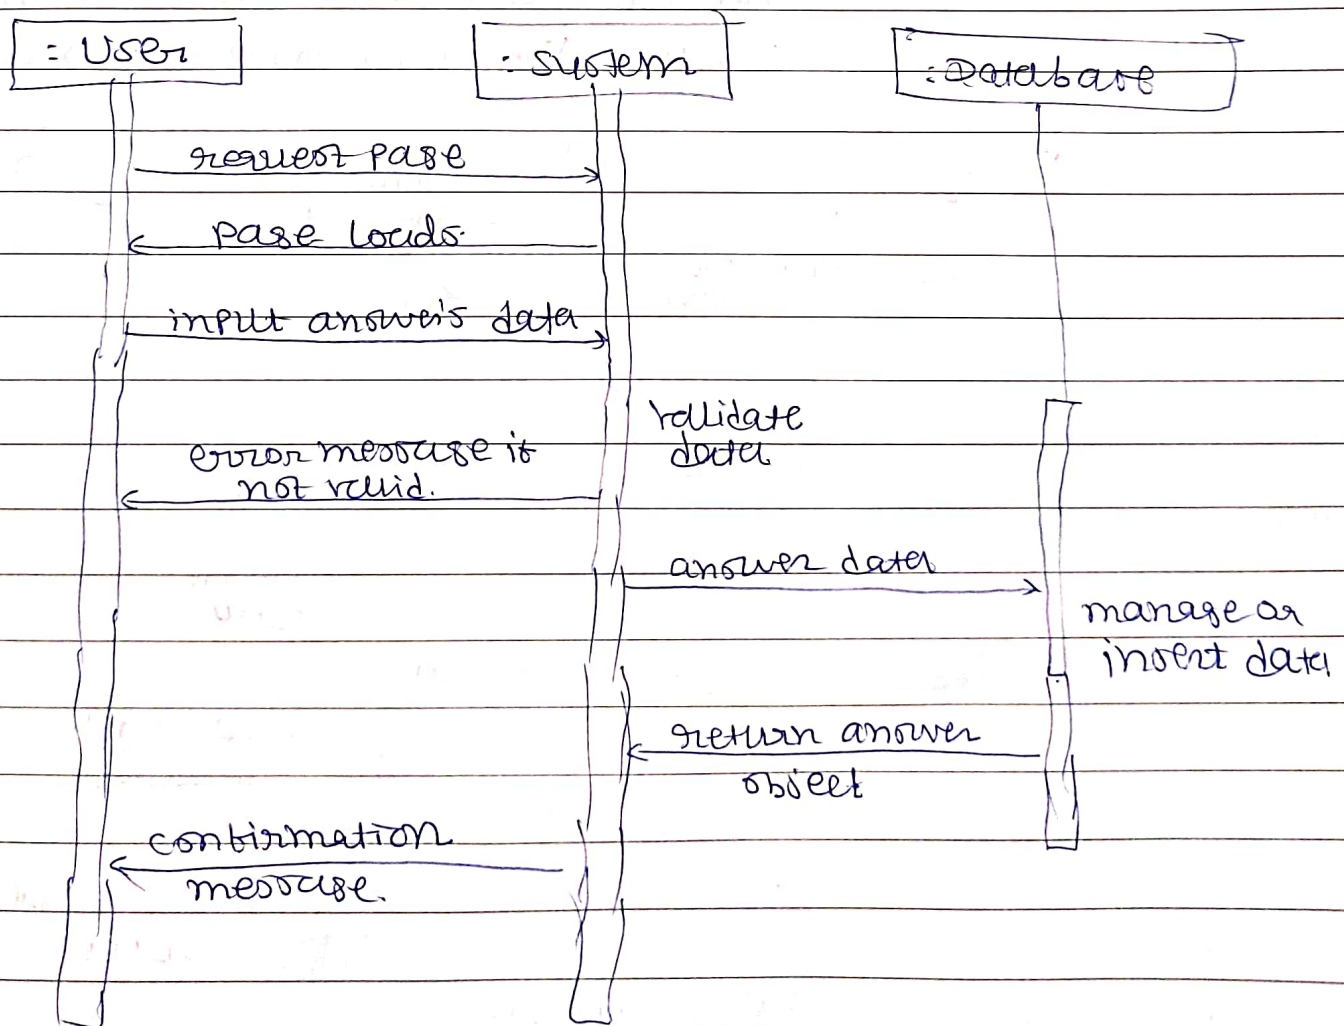 : User
: System
: Database
request page
page loads.
input answer's data
validate
data
error message if
not valid.
answer data
manage or
insert data
return answer
object
confirmation
message.